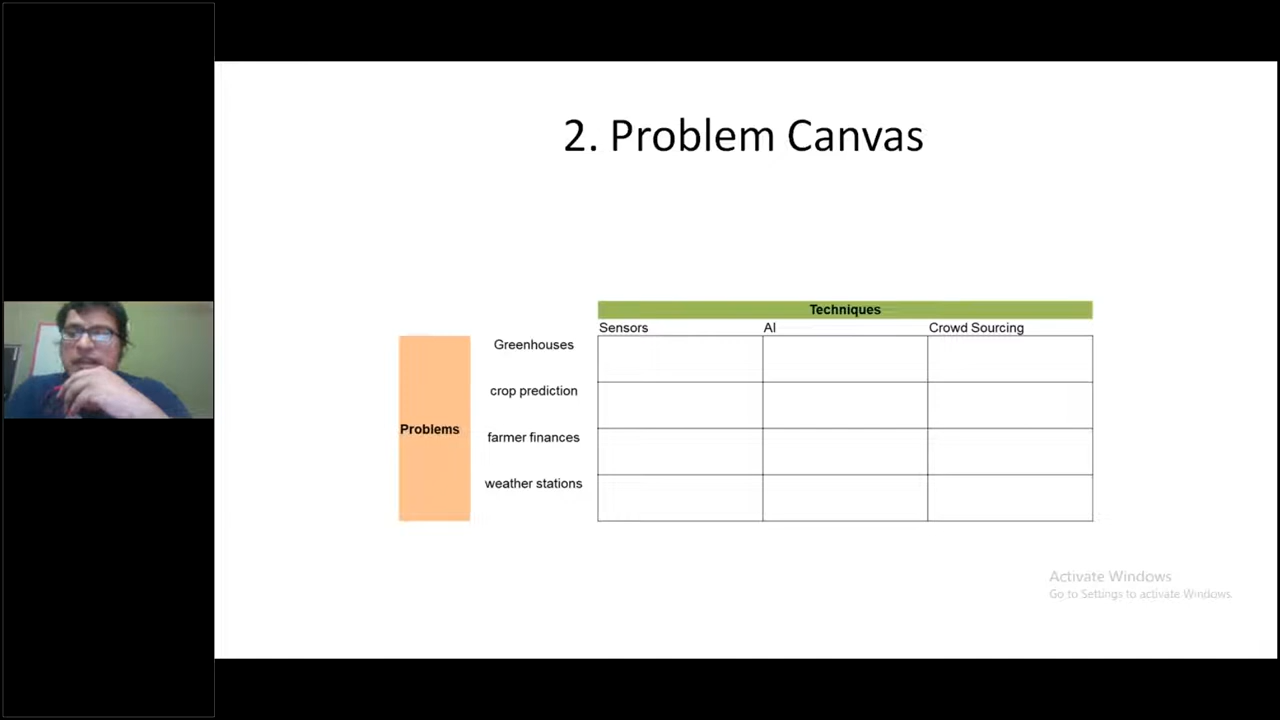 2. Problem Canvas
Techniques
Sensors AI Crowd Sourcing
Greenhouses
crop prediction
Problems
farmer finances
weather stations
Activate Windows
Go to Settings to activate Windows.